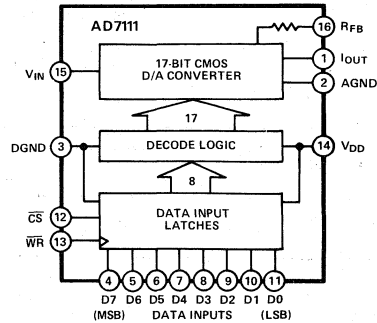 AD7111
16
RFB
17-BIT CMOS
D/A CONVERTER
VIN
15
1
IOUT
2
AGND
17
DGND
3
DECODE LOGIC
14
VDD
8
DATA INPUT
LATCHES
CS
12
WR
13
4 5 6 7 8 9 10 11
D7 D6 D5 D4 D3 D2 D1 D0
(MSB) DATA INPUTS (LSB)